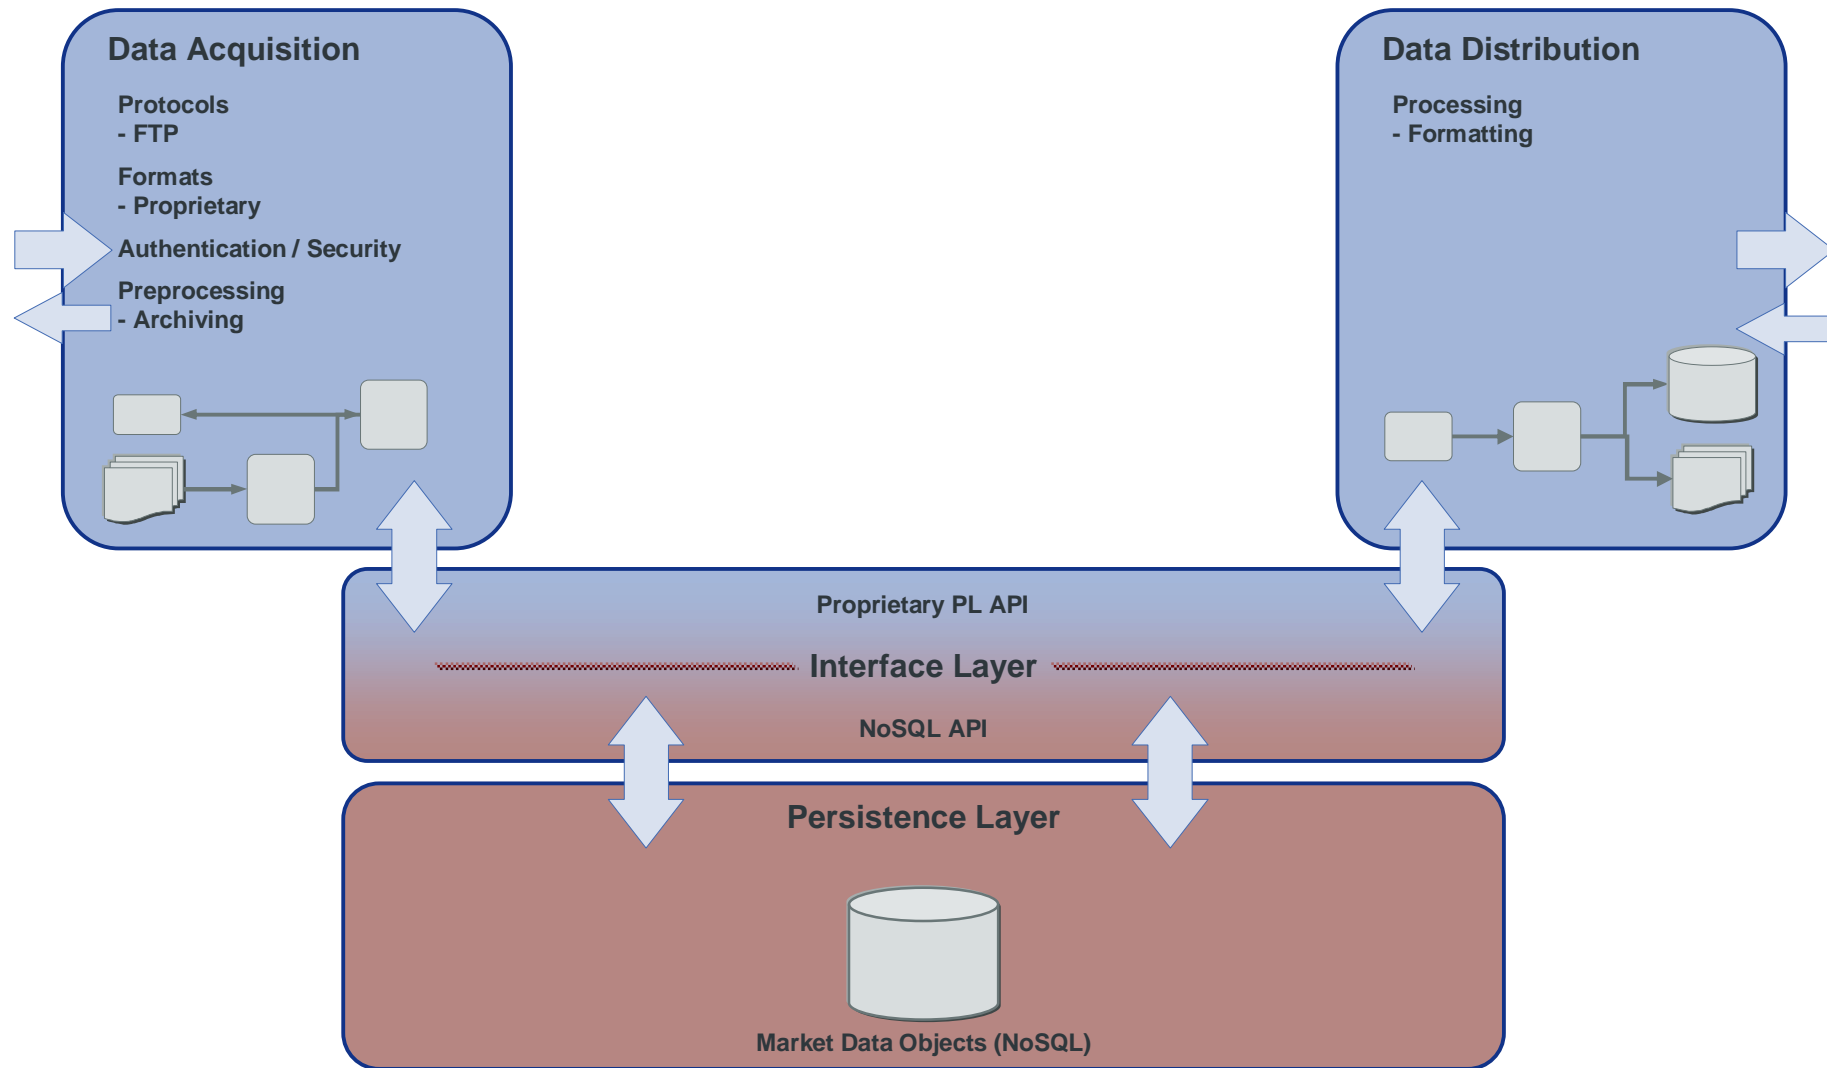 Data Acquisition
Protocols
- FTP
Formats
- Proprietary
Authentication / Security
Preprocessing
- Archiving
Data Distribution
Processing
- Formatting
Proprietary PL API
Interface Layer
NoSQL API
Persistence Layer
Market Data Objects (NoSQL)